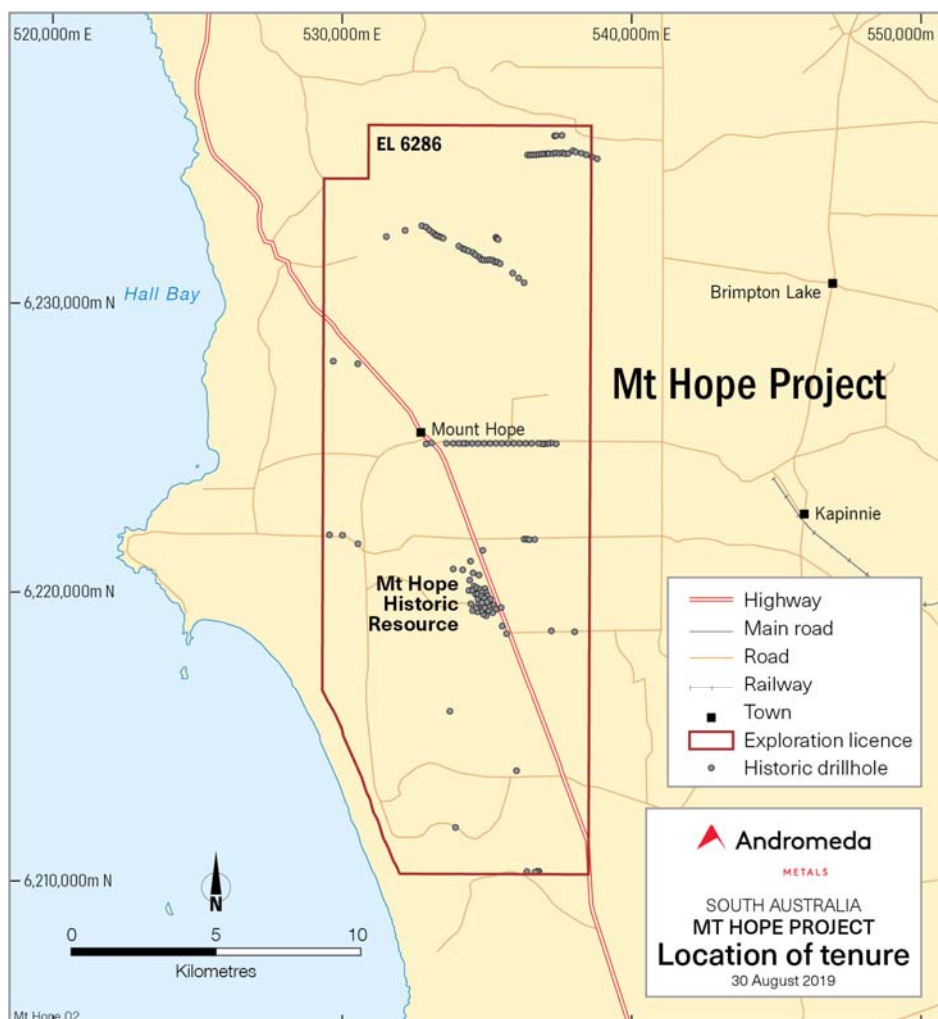 520,000m E
530,000m E
540,000m E
550,000m E
EL 6286
Hall Bay
6,230,000m N
Brimpton Lake
Mt Hope Project
Mount Hope
Kapinnie
6,220,000m N
Mt Hope
Historic
Resource
Highway
Main road
Road
Railway
Town
Exploration licence
Historic drillhole
6,210,000m N
N
0 5 10
Kilometres
Andromeda
METALS
SOUTH AUSTRALIA
MT HOPE PROJECT
Location of tenure
30 August 2019
Mt Hope 02